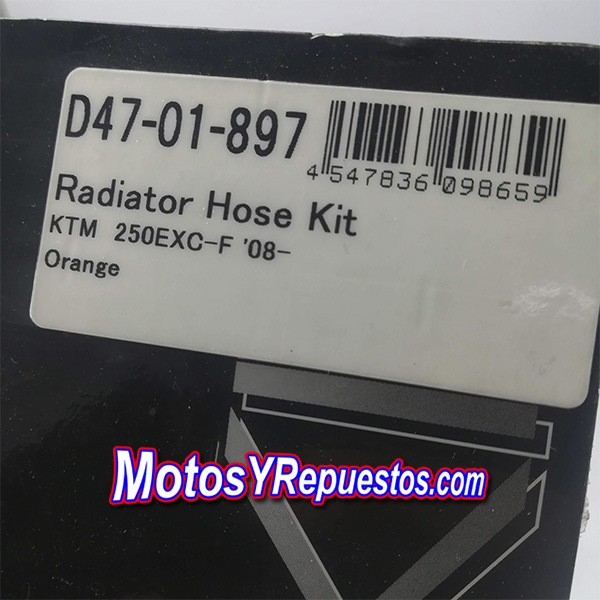 D47-01-897
4 547836 098659
Radiator Hose Kit
KTM 250EXC-F '08-
Orange
MotosYRepuestos.com